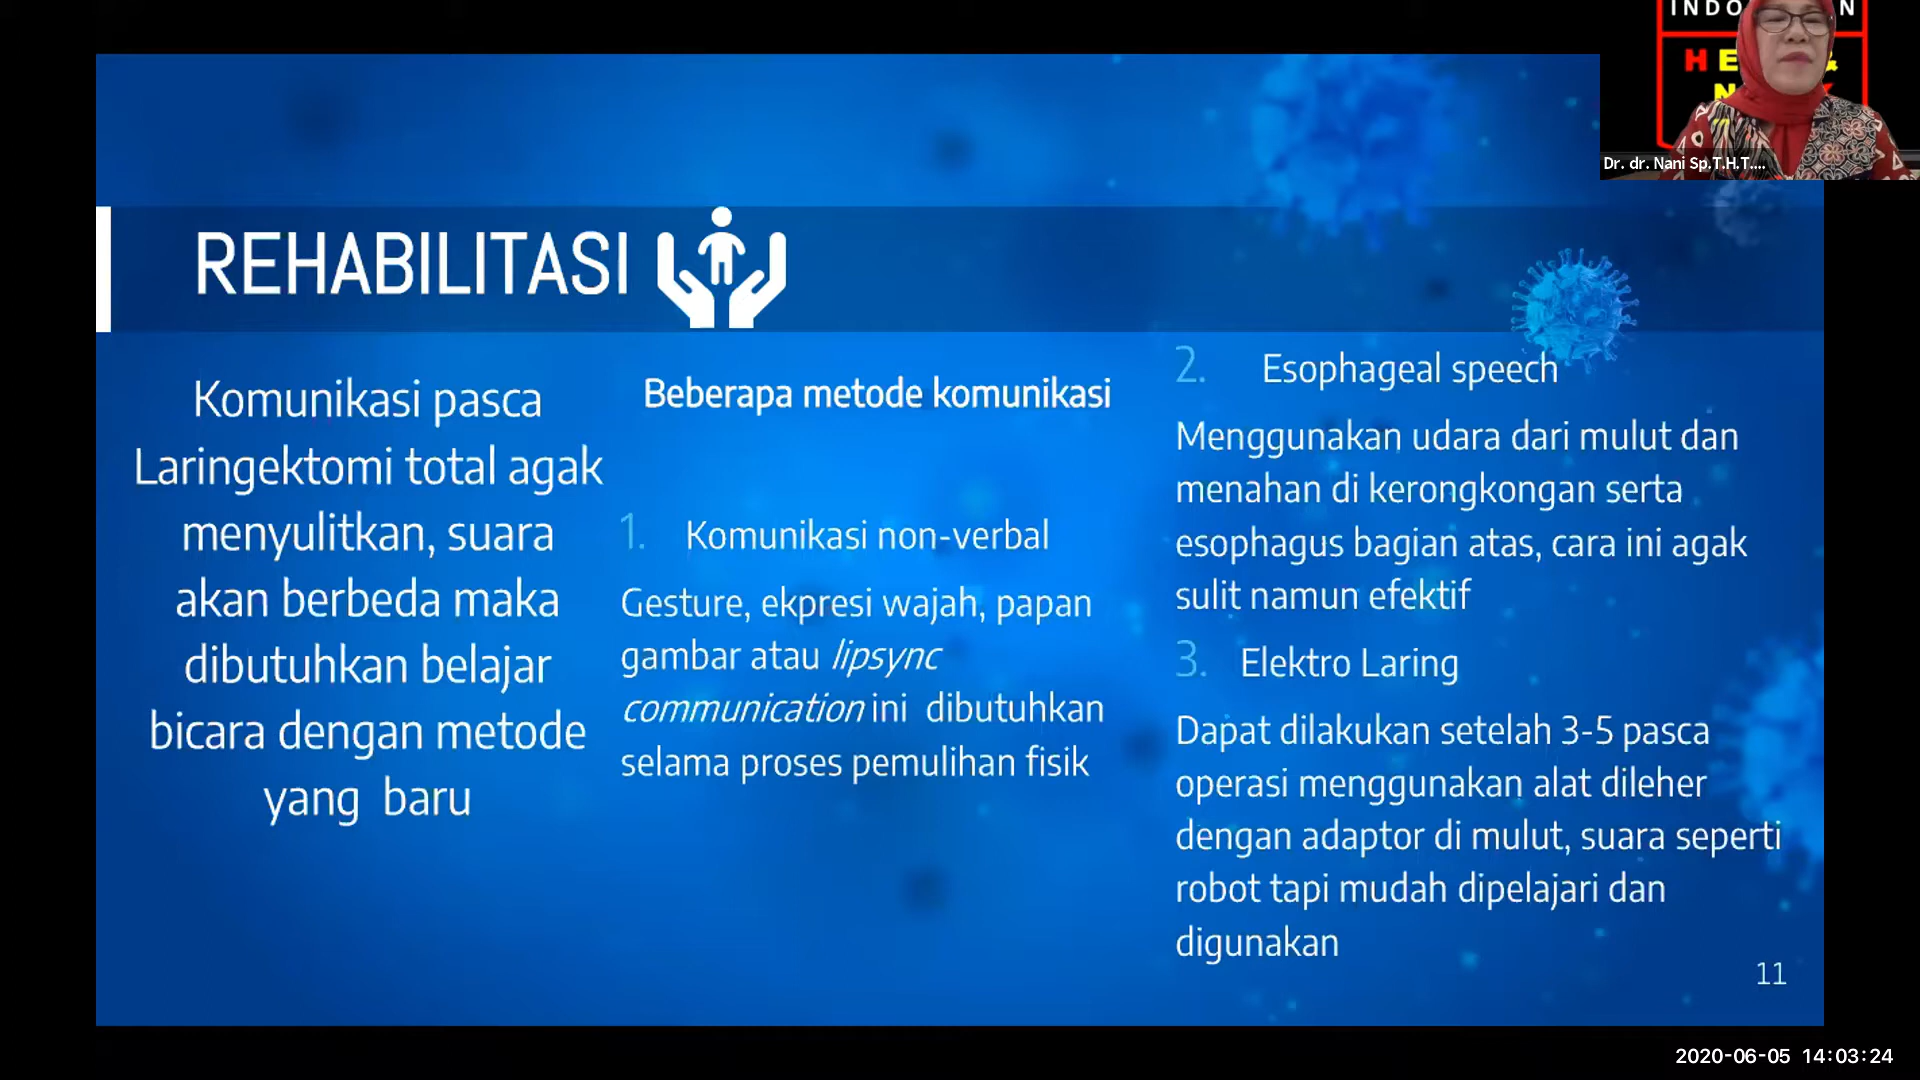 REHABILITASI
Komunikasi pasca
Laringektomi total agak
menyulitkan, suara
akan berbeda maka
dibutuhkan belajar
bicara dengan metode
yang baru
Beberapa metode komunikasi
1. Komunikasi non-verbal
Gesture, ekpresi wajah, papan
gambar atau lipsync
communication ini dibutuhkan
selama proses pemulihan fisik
2. Esophageal speech
Menggunakan udara dari mulut dan
menahan di kerongkongan serta
esophagus bagian atas, cara ini agak
sulit namun efektif
3. Elektro Laring
Dapat dilakukan setelah 3-5 pasca
operasi menggunakan alat dileher
dengan adaptor di mulut, suara seperti
robot tapi mudah dipelajari dan
digunakan
11
Dr. dr. Nani Sp.T.H.T....
2020-06-05 14:03:24